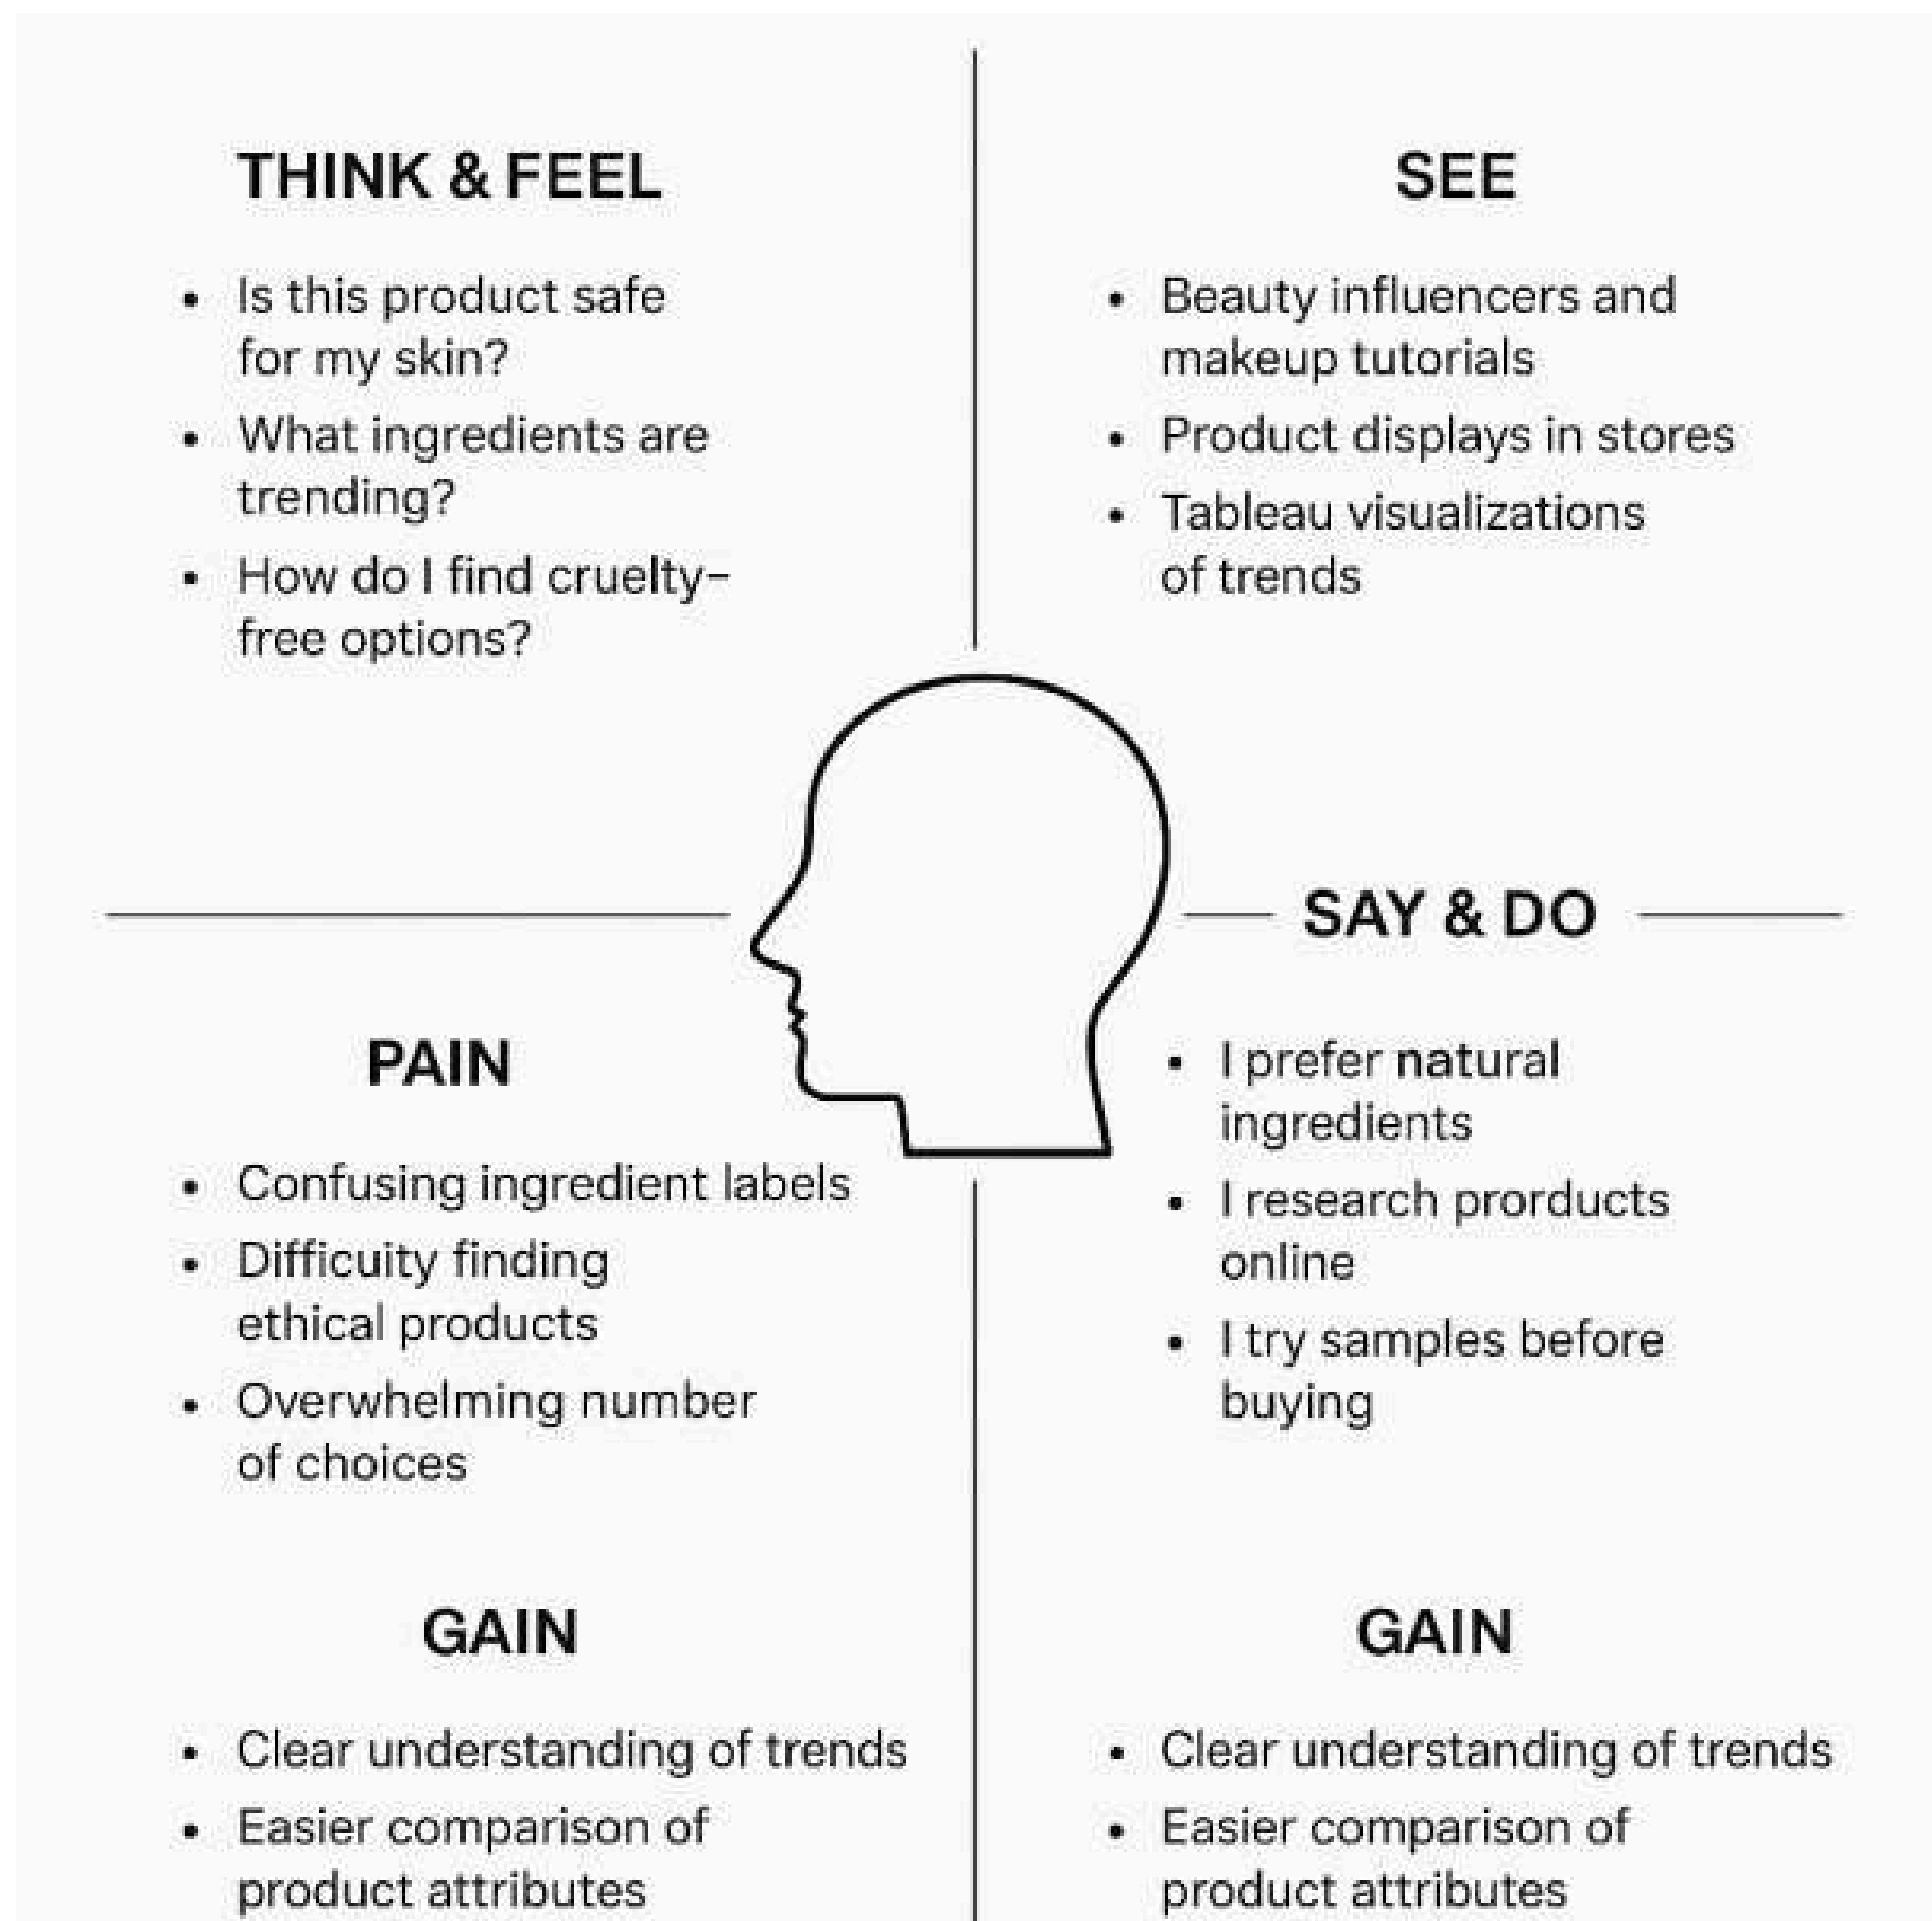 THINK & FEEL
• Is this product safe
for my skin?
• What ingredients are
trending?
• How do I find cruelty–
free options?
SEE
• Beauty influencers and
makeup tutorials
• Product displays in stores
• Tableau visualizations
of trends
PAIN
• Confusing ingredient labels
• Difficuity finding
ethical products
• Overwhelming number
of choices
SAY & DO
• I prefer natural
ingredients
• I research prorducts
online
• I try samples before
buying
GAIN
• Clear understanding of trends
• Easier comparison of
product attributes
GAIN
• Clear understanding of trends
• Easier comparison of
product attributes